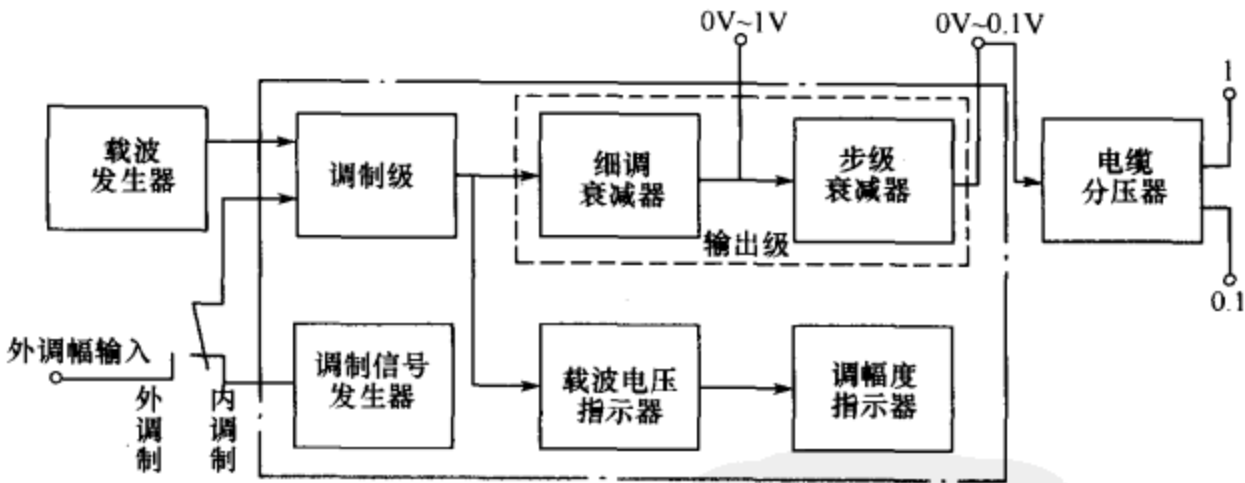 0V~1V
0V~0.1V
1
载波
发生器
调制级
细调
衰减器
步级
衰减器
电缆
分压器
输出级
0.1
外调幅输入
外调制
内调制
调制信号
发生器
载波电压
指示器
调幅度
指示器